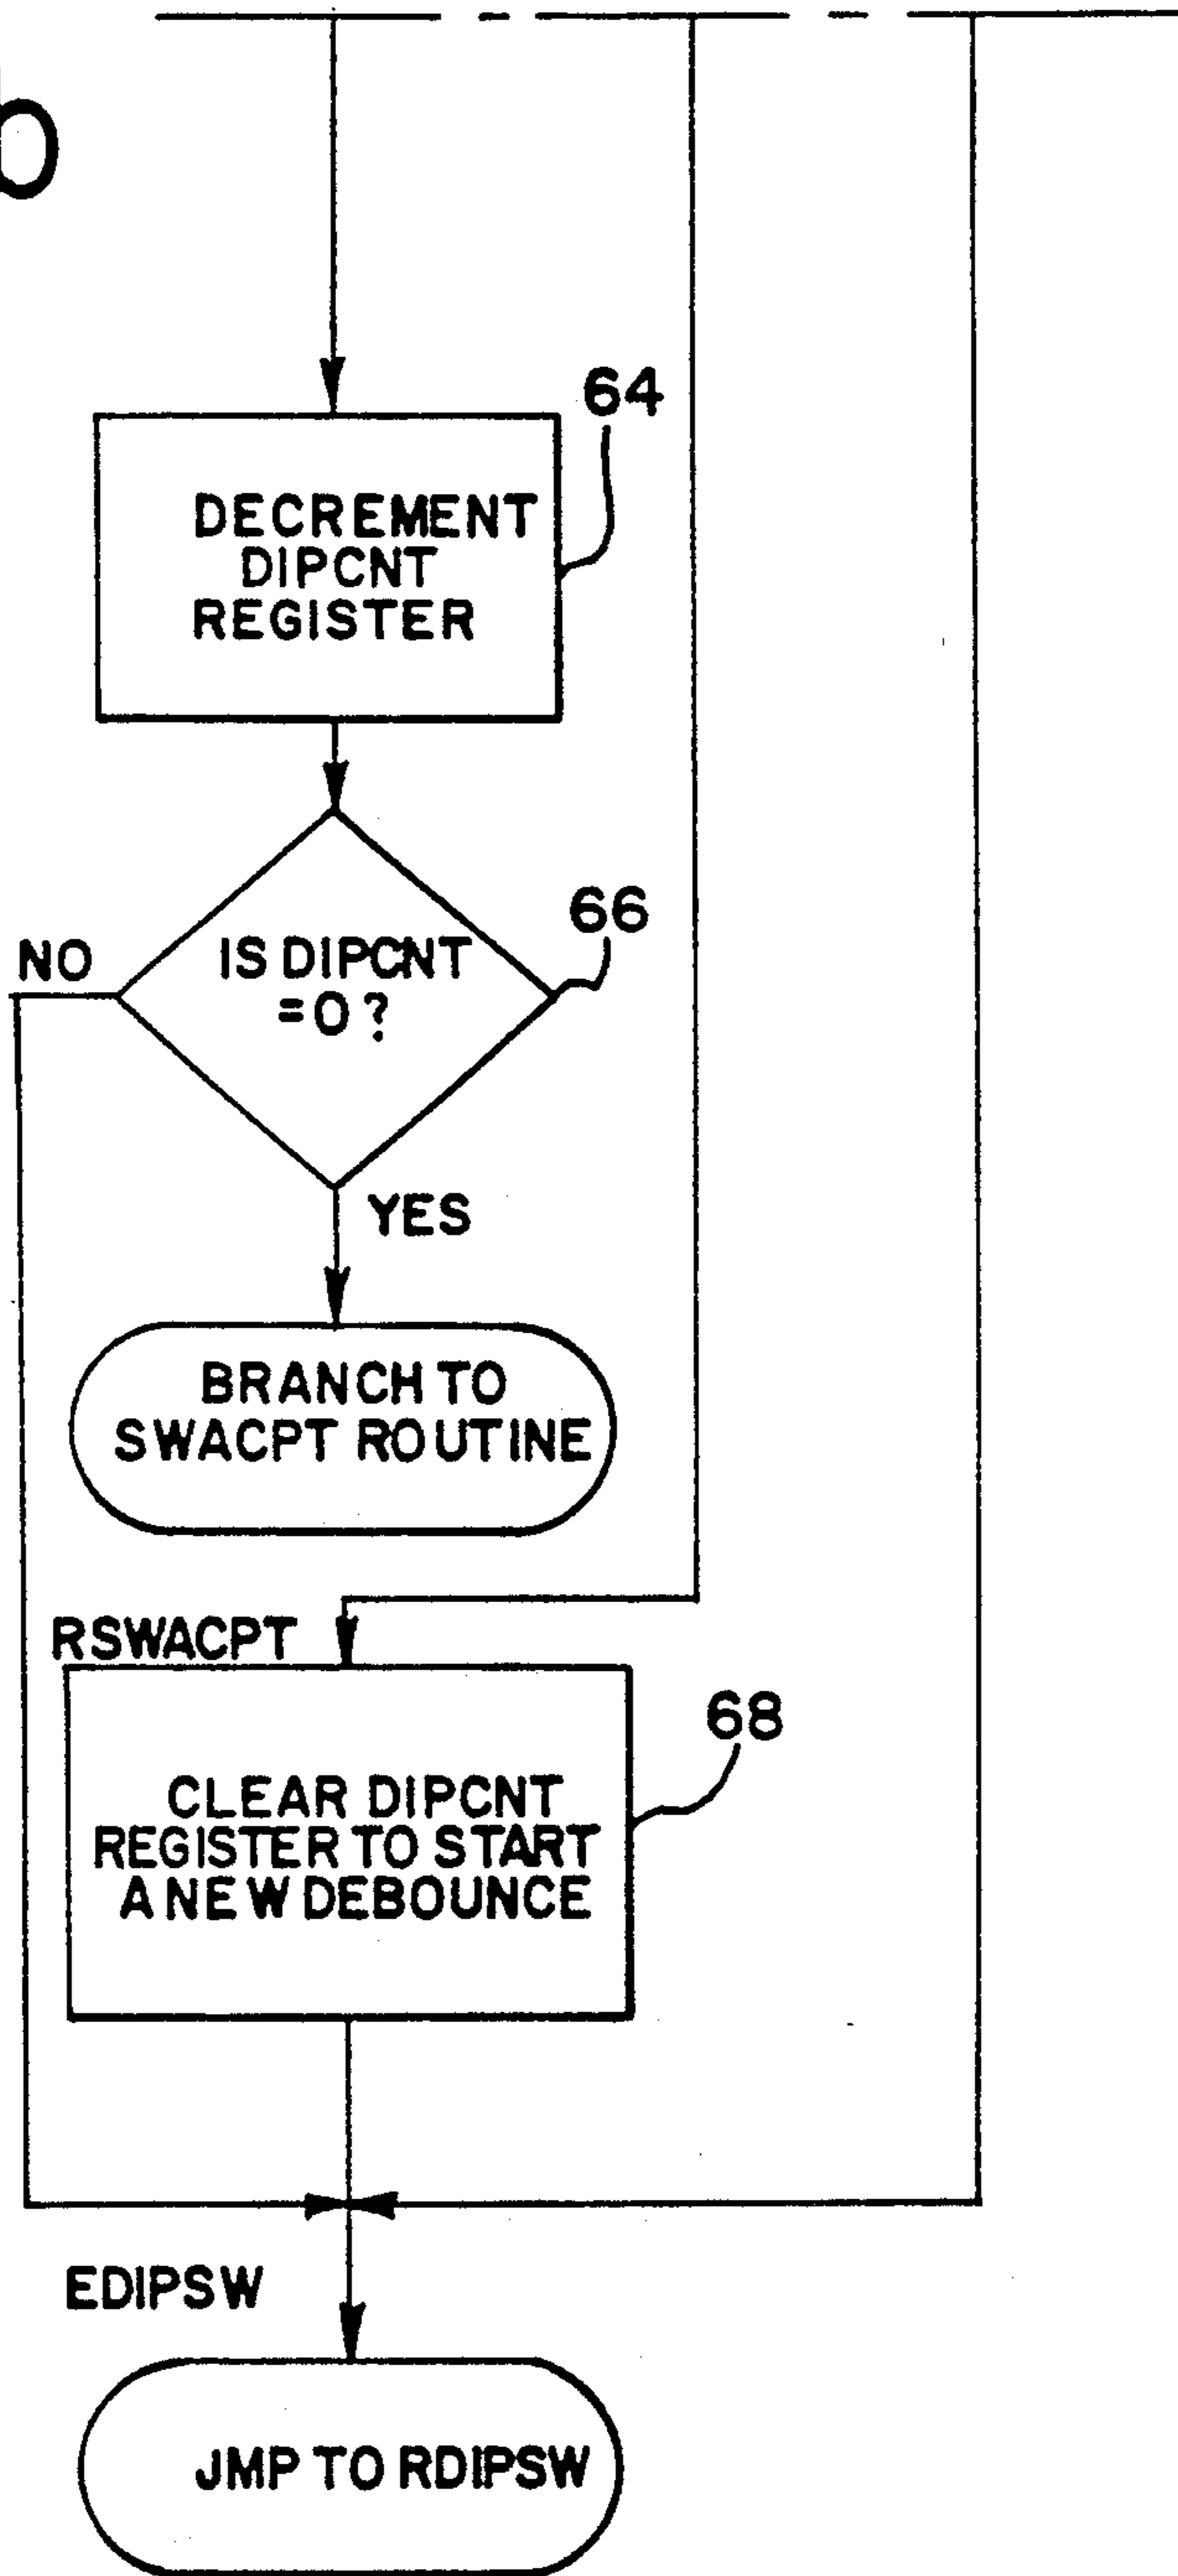 b
64
DECREMENT
DIPCNT
REGISTER
66
NO
IS DIPCNT
=0?
YES
BRANCH TO
SWACPT ROUTINE
RSWACPT
68
CLEAR DIPCNT
REGISTER TO START
A NEW DEBOUNCE
EDIPSW
JMP TO RDIPSW